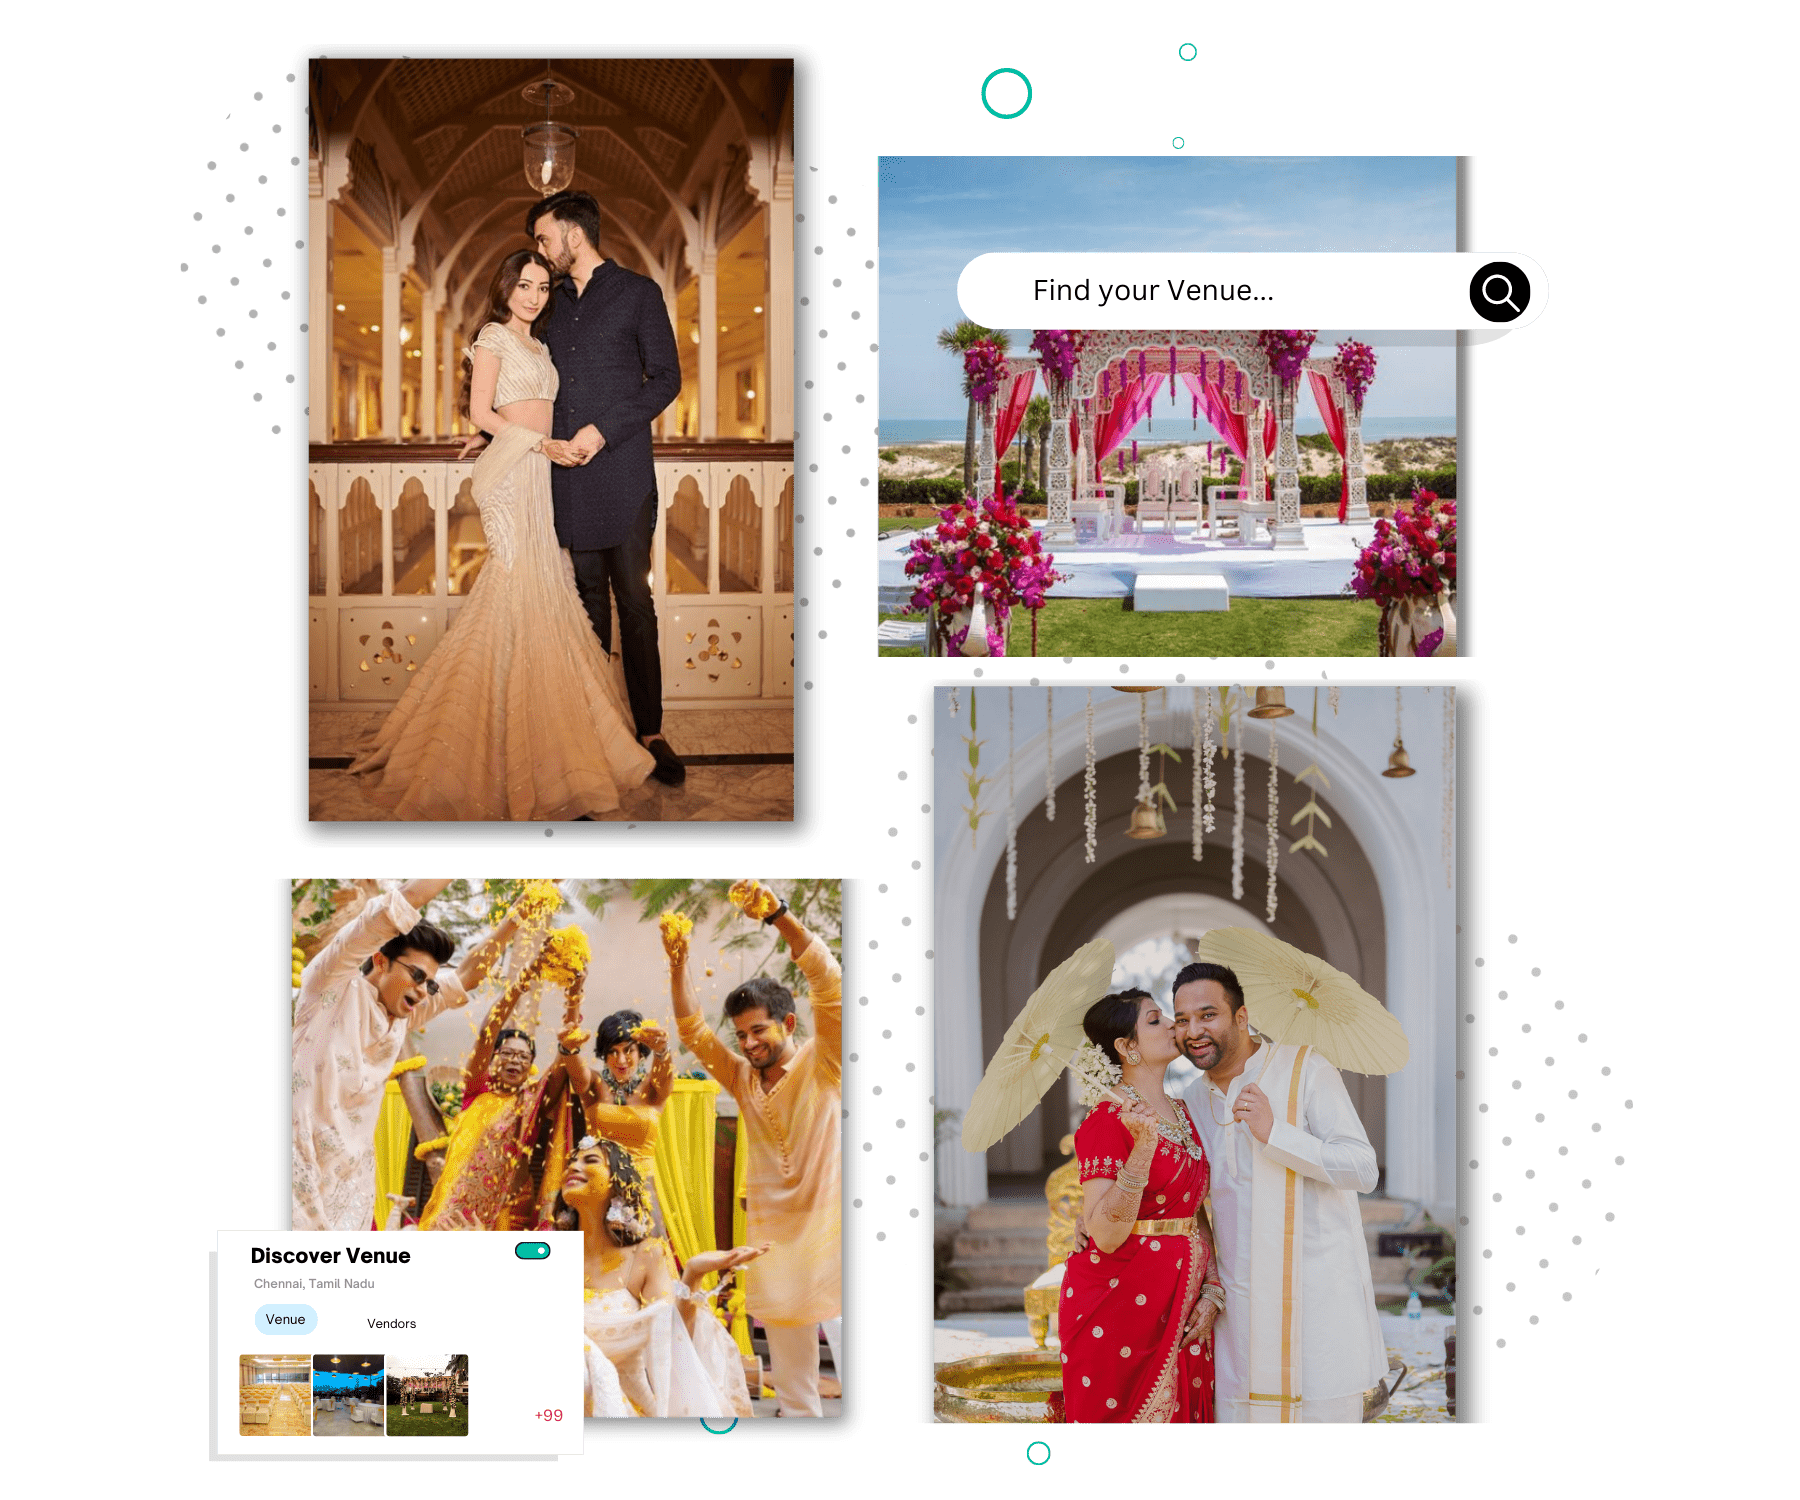 Find your Venue...
Discover Venue
Chennai, Tamil Nadu
Venue
Vendors
+99